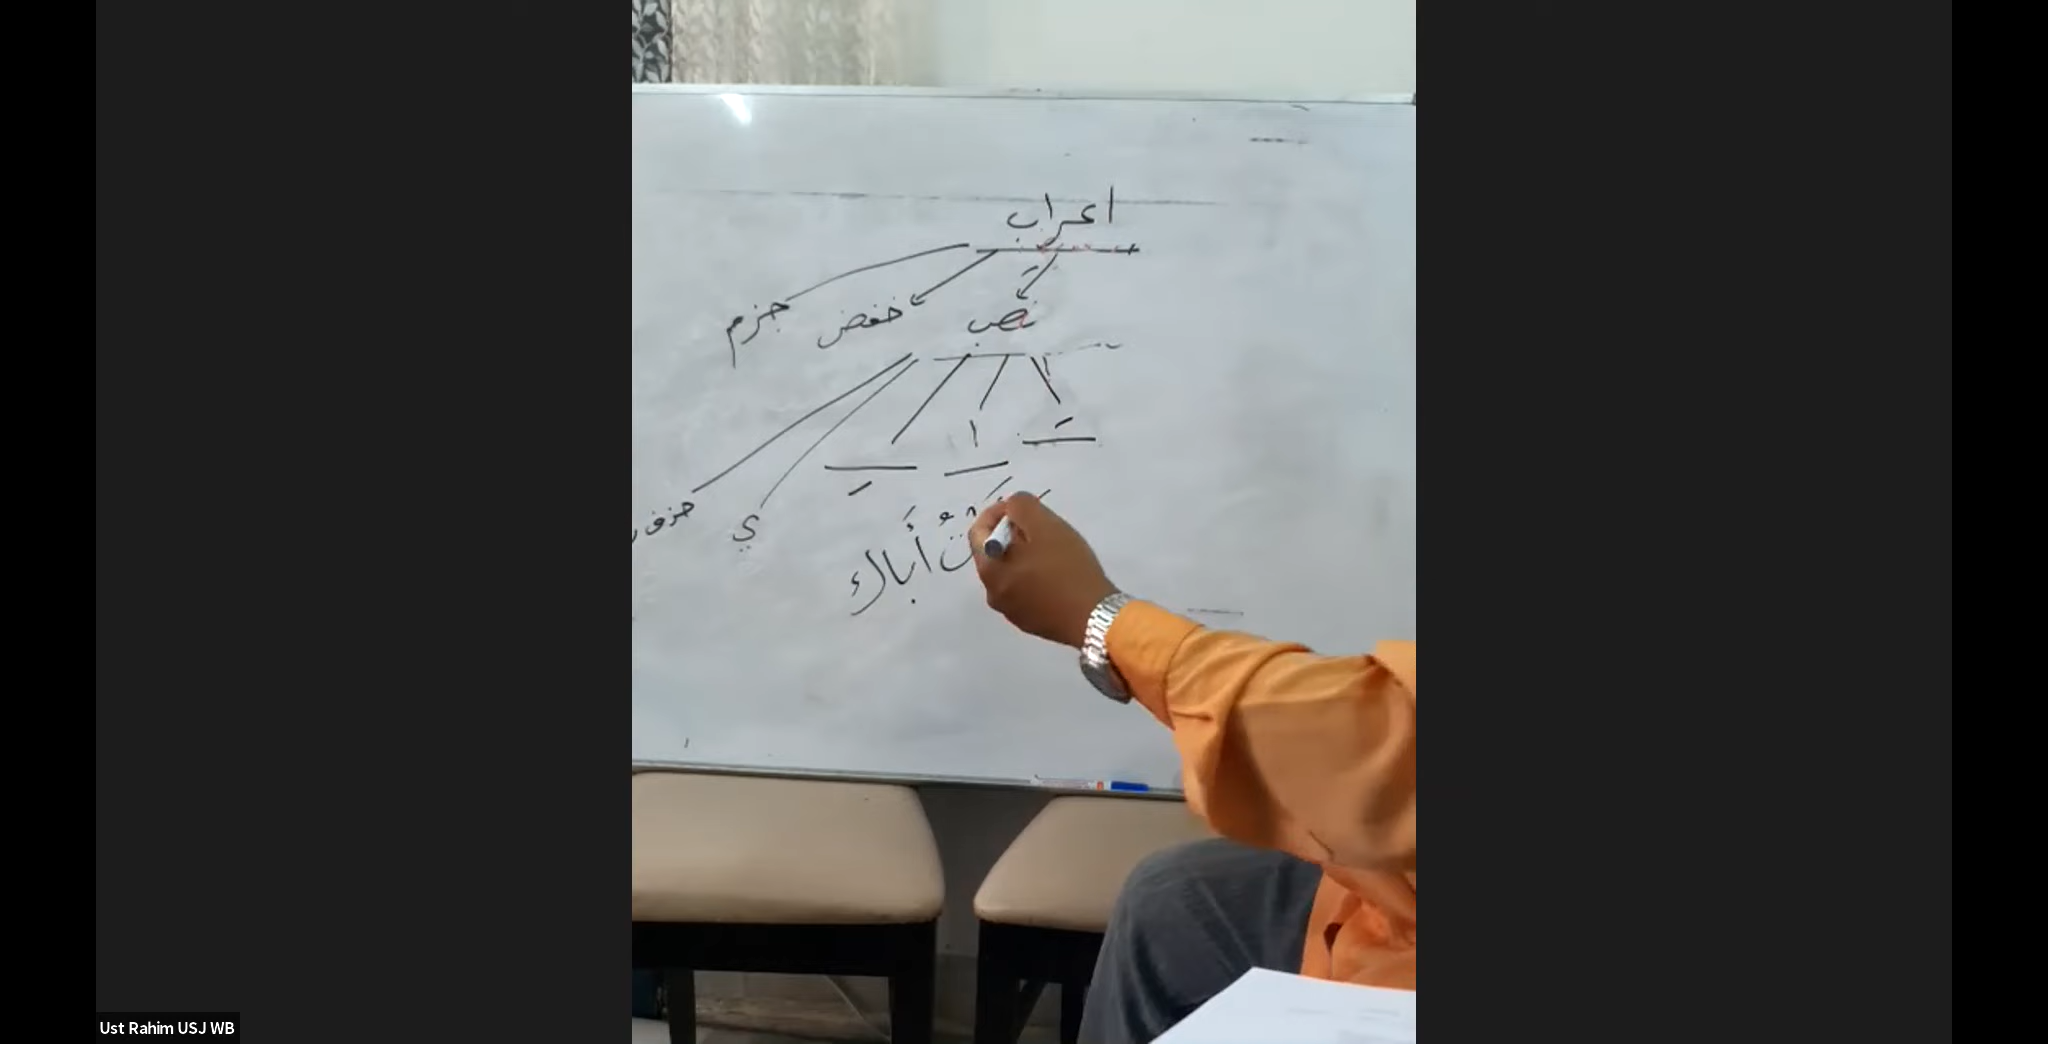 اعراب
نصب خفض جزم
ـَ ا ـِ ي
أباك
Ust Rahim USJ WB